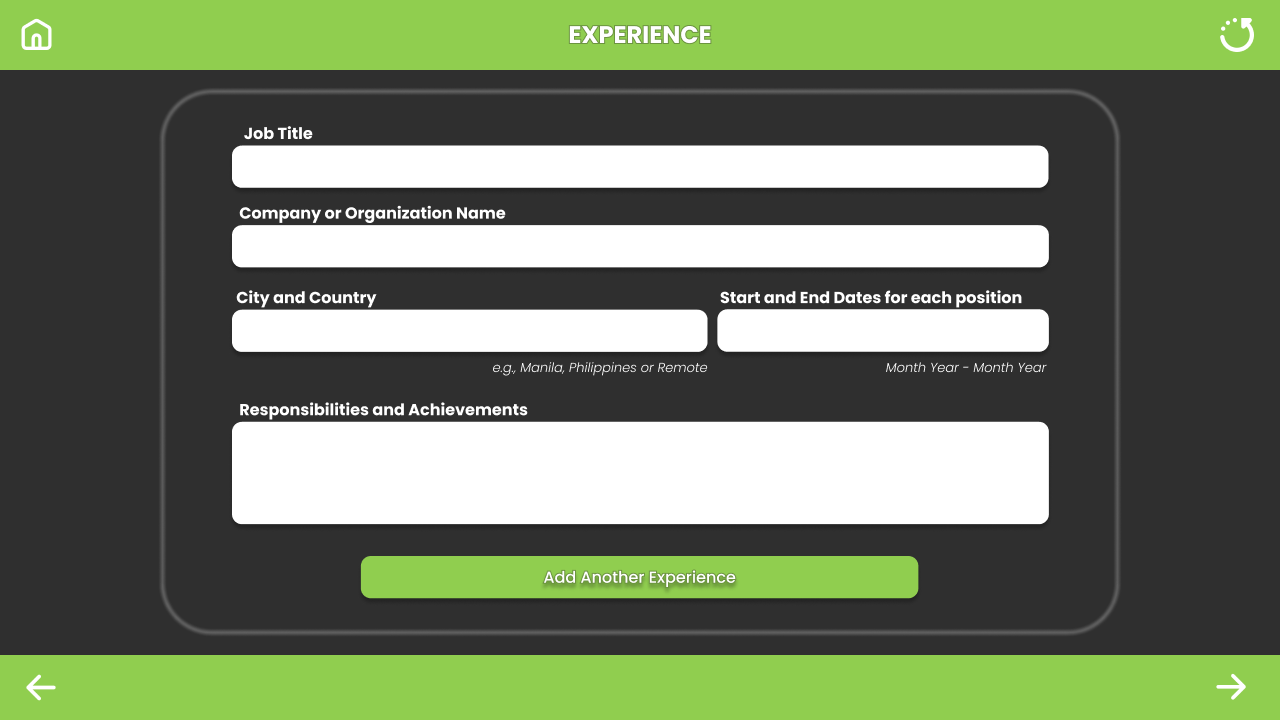 EXPERIENCE
Job Title
Company or Organization Name
City and Country
Start and End Dates for each position
e.g., Manila, Philippines or Remote
Month Year - Month Year
Responsibilities and Achievements
Add Another Experience